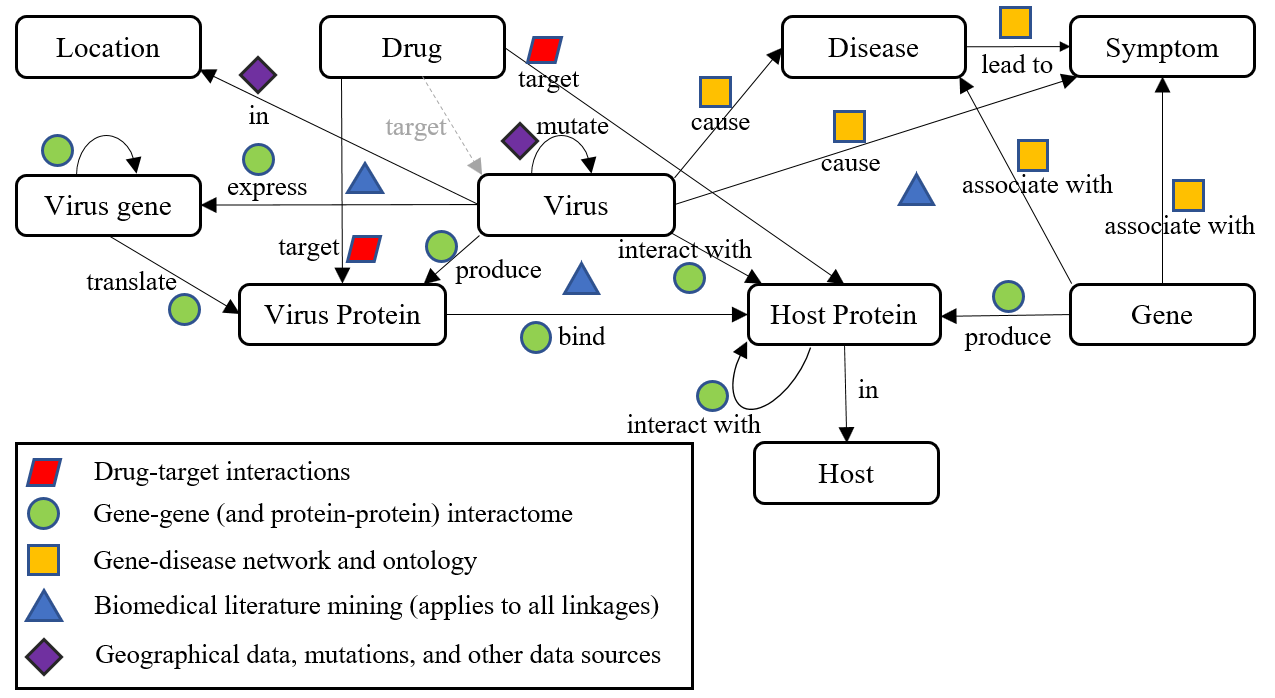 Location
Drug
Disease
Symptom
target
lead to
in
target
mutate
cause
cause
express
associate with
associate with
Virus gene
Virus
target
produce
interact with
translate
Virus Protein
bind
Host Protein
produce
Gene
in
interact with
Host
Drug-target interactions
Gene-gene (and protein-protein) interactome
Gene-disease network and ontology
Biomedical literature mining (applies to all linkages)
Geographical data, mutations, and other data sources